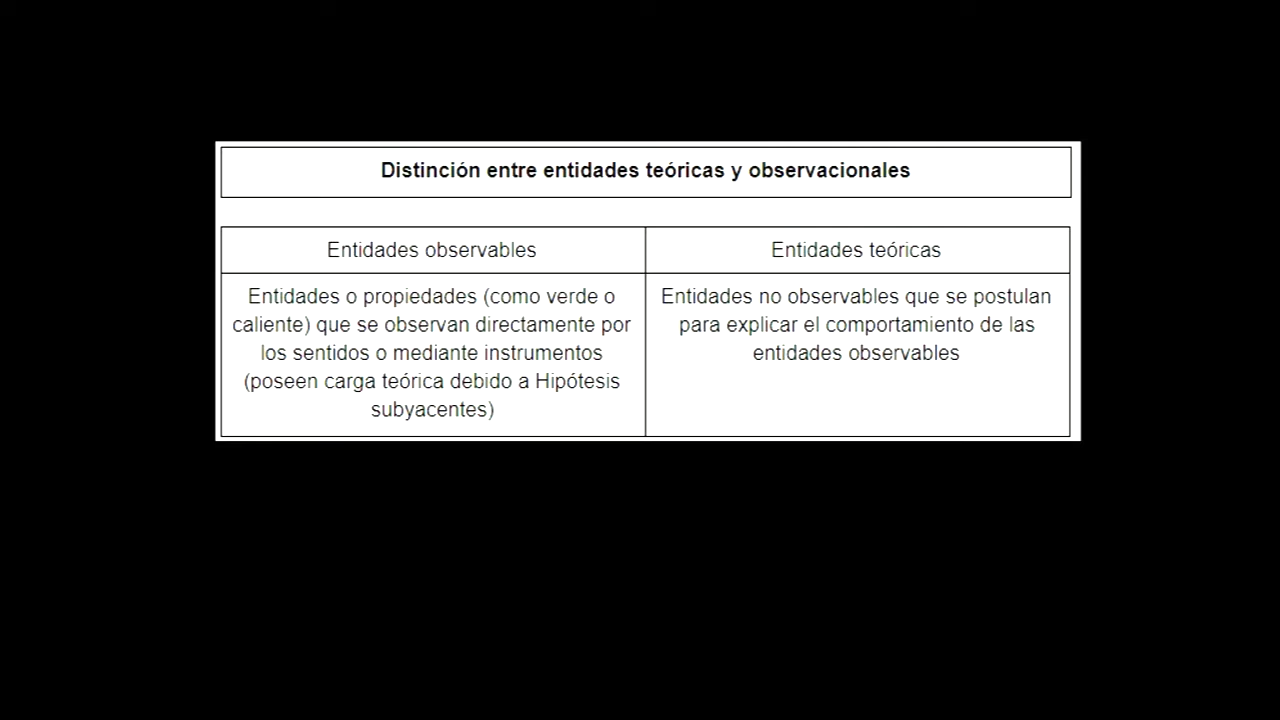 Distinción entre entidades teóricas y observacionales
Entidades observables
Entidades o propiedades (como verde o
caliente) que se observan directamente por
los sentidos o mediante instrumentos
(poseen carga teórica debido a Hipótesis
subyacentes)
Entidades teóricas
Entidades no observables que se postulan
para explicar el comportamiento de las
entidades observables